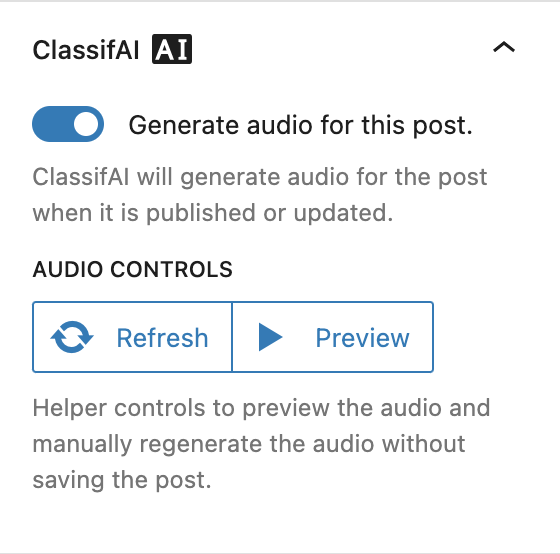 ClassifAI AI
Generate audio for this post.
ClassifAI will generate audio for the post
when it is published or updated.
AUDIO CONTROLS
Refresh Preview
Helper controls to preview the audio and
manually regenerate the audio without
saving the post.